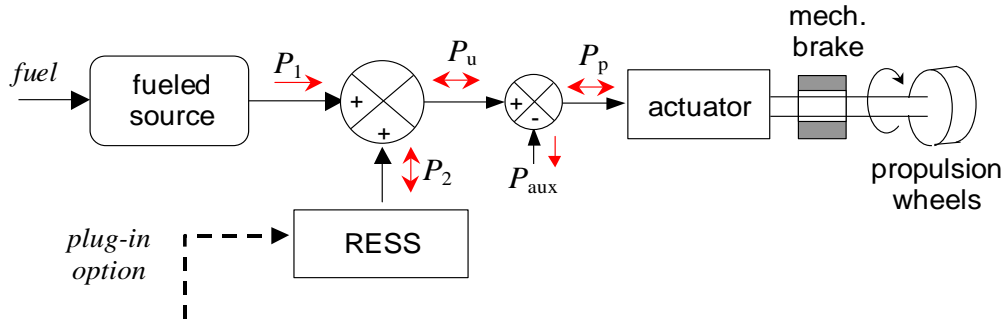 fuel
fueled
source
P1
+
+
Pu
+
-
Paux
Pp
actuator
mech.
brake
propulsion
wheels
P2
RESS
plug-in
option